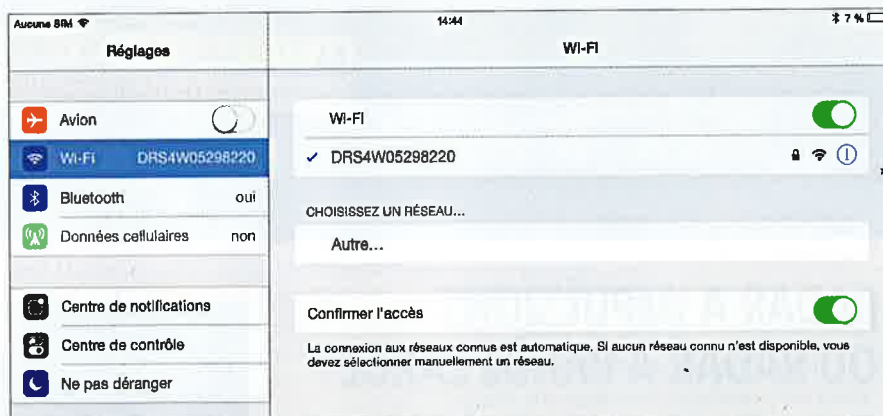 Aucune SIM
14:44
7 %
Réglages
Wi-Fi
Avion
Wi-Fi DRS4W05298220
Bluetooth oui
Données cellulaires non
Centre de notifications
Centre de contrôle
Ne pas déranger
Wi-Fi
DRS4W05298220
CHOISISSEZ UN RÉSEAU...
Autre...
Confirmer l'accès
La connexion aux réseaux connus est automatique. Si aucun réseau connu n'est disponible, vous
devez sélectionner manuellement un réseau.